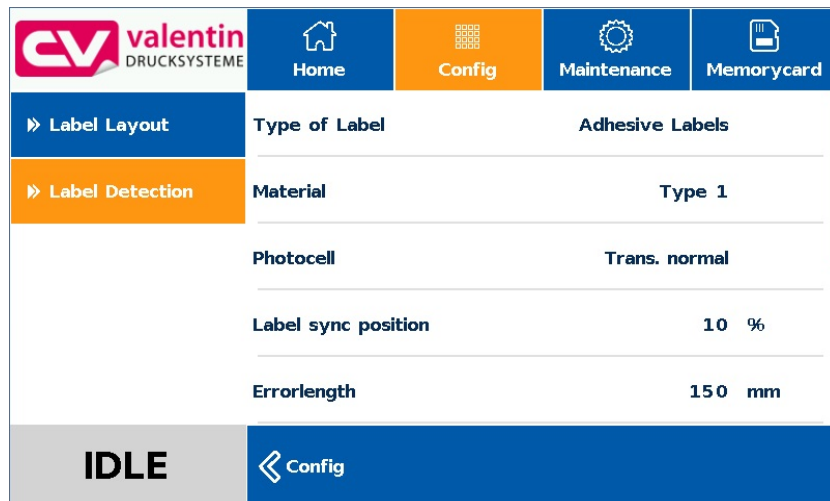 CV valentin
DRUCKSYSTEME
Home
Config
Maintenance
Memorycard
Label Layout
Label Detection
Type of Label Adhesive Labels
Material Type 1
Photocell Trans. normal
Label sync position 10 %
Errorlength 150 mm
IDLE
Config